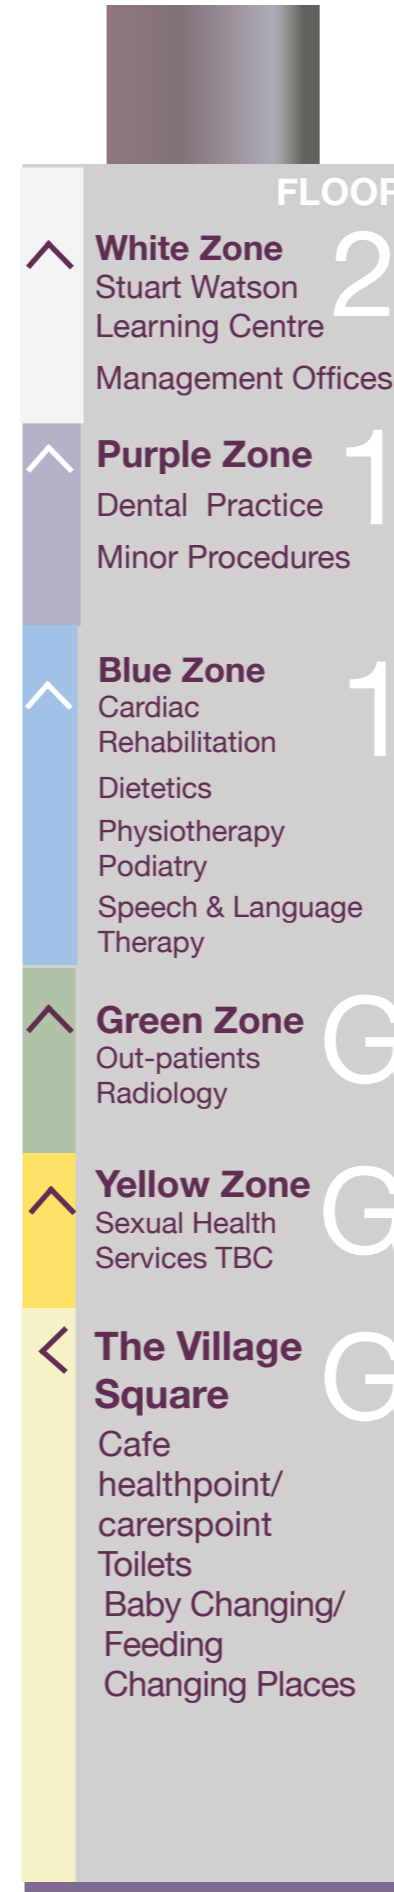 FLOOR
White Zone 2
Stuart Watson
Learning Centre
Management Offices
Purple Zone 1
Dental Practice
Minor Procedures
Blue Zone 1
Cardiac
Rehabilitation
Dietetics
Physiotherapy
Podiatry
Speech & Language
Therapy
Green Zone G
Out-patients
Radiology
Yellow Zone G
Sexual Health
Services TBC
The Village G
Square
Cafe
healthpoint/
carerspoint
Toilets
Baby Changing/
Feeding
Changing Places